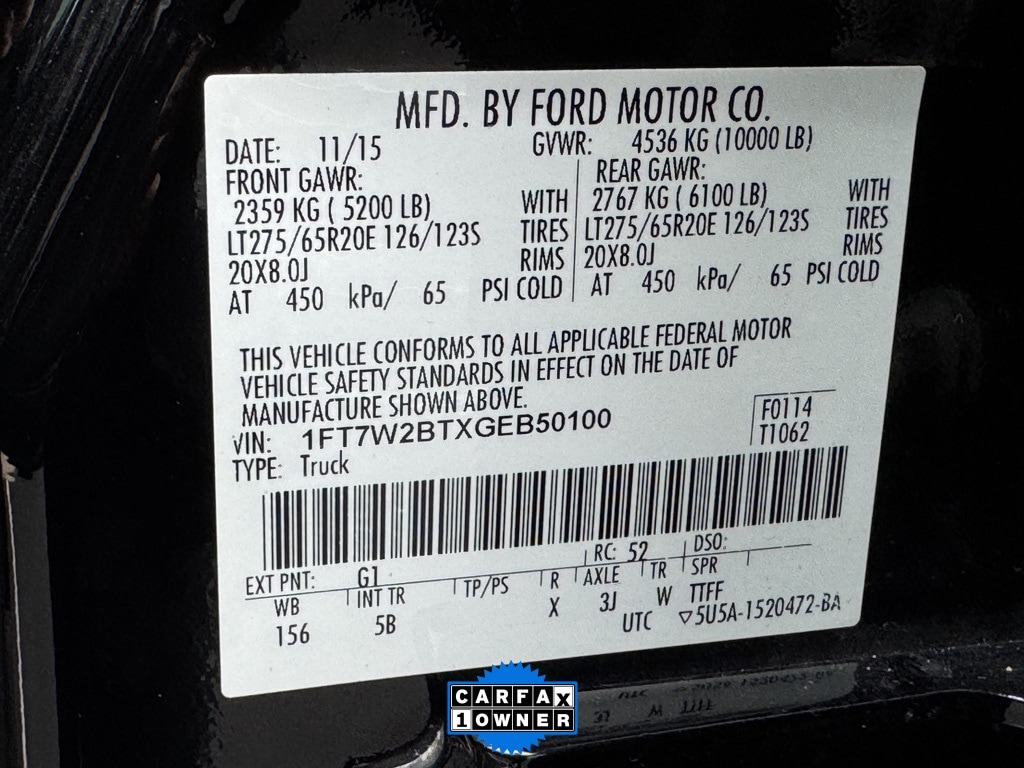 MFD. BY FORD MOTOR CO.
DATE: 11/15 GVWR: 4536 KG (10000 LB)
FRONT GAWR: REAR GAWR:
2359 KG ( 5200 LB) WITH 2767 KG ( 6100 LB) WITH
LT275/65R20E 126/123S TIRES LT275/65R20E 126/123S TIRES
20X8.0J RIMS 20X8.0J RIMS
AT 450 kPa/ 65 PSI COLD AT 450 kPa/ 65 PSI COLD
THIS VEHICLE CONFORMS TO ALL APPLICABLE FEDERAL MOTOR
VEHICLE SAFETY STANDARDS IN EFFECT ON THE DATE OF
MANUFACTURE SHOWN ABOVE.
VIN: 1FT7W2BTXGEB50100 F0114
TYPE: Truck T1062
EXT PNT: G1 RC: 52 DSO:
WB INT TR TP/PS R AXLE TR SPR
156 5B X 3J W TTFF
UTC ▽5U5A-1520472-BA
CARFAX
1 OWNER